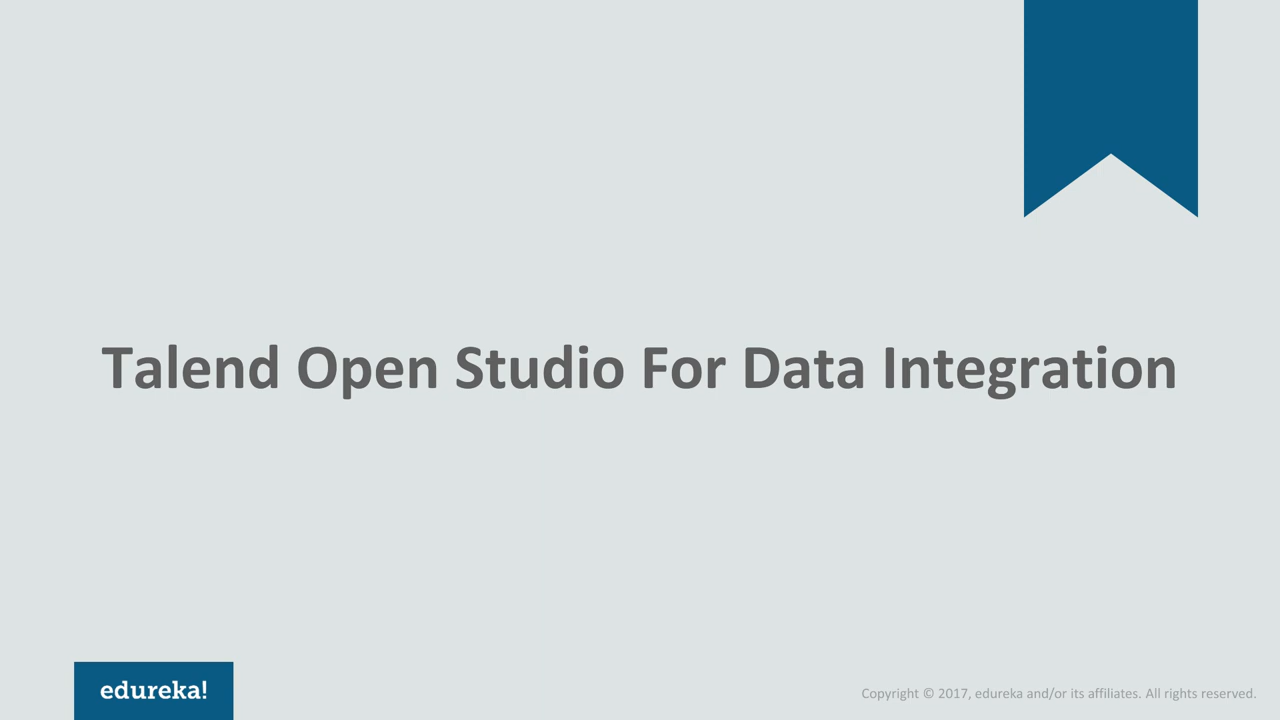 Talend Open Studio For Data Integration
edureka!
Copyright © 2017, edureka and/or its affiliates. All rights reserved.